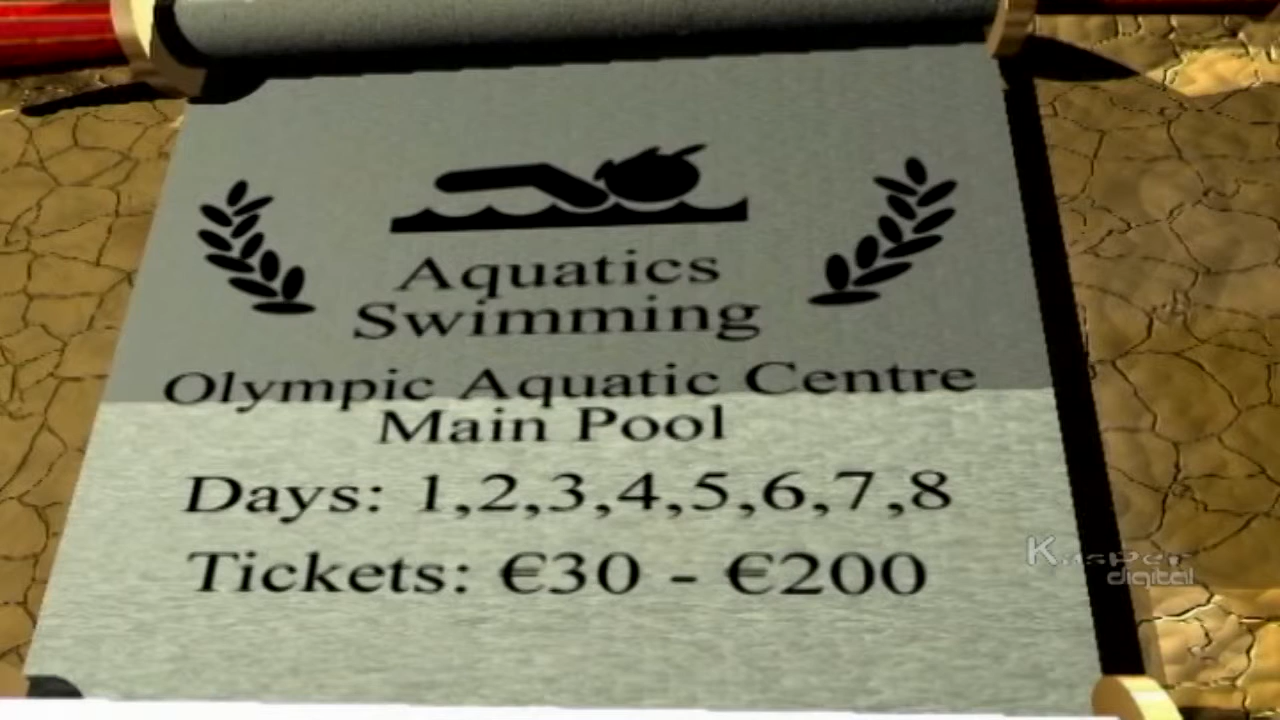 Aquatics
Swimming
Olympic Aquatic Centre
Main Pool
Days: 1,2,3,4,5,6,7,8
Tickets: €30 - €200
digital